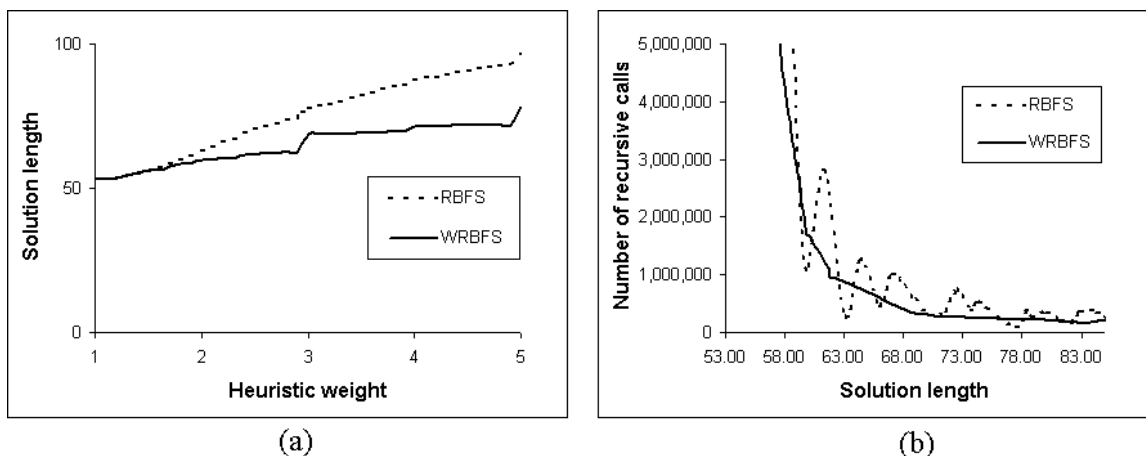 100
50
0
1 2 3 4 5
Solution length
Heuristic weight
RBFS
WRBFS
(a)
5,000,000
4,000,000
3,000,000
2,000,000
1,000,000
0
53.00 58.00 63.00 68.00 73.00 78.00 83.00
Number of recursive calls
Solution length
RBFS
WRBFS
(b)